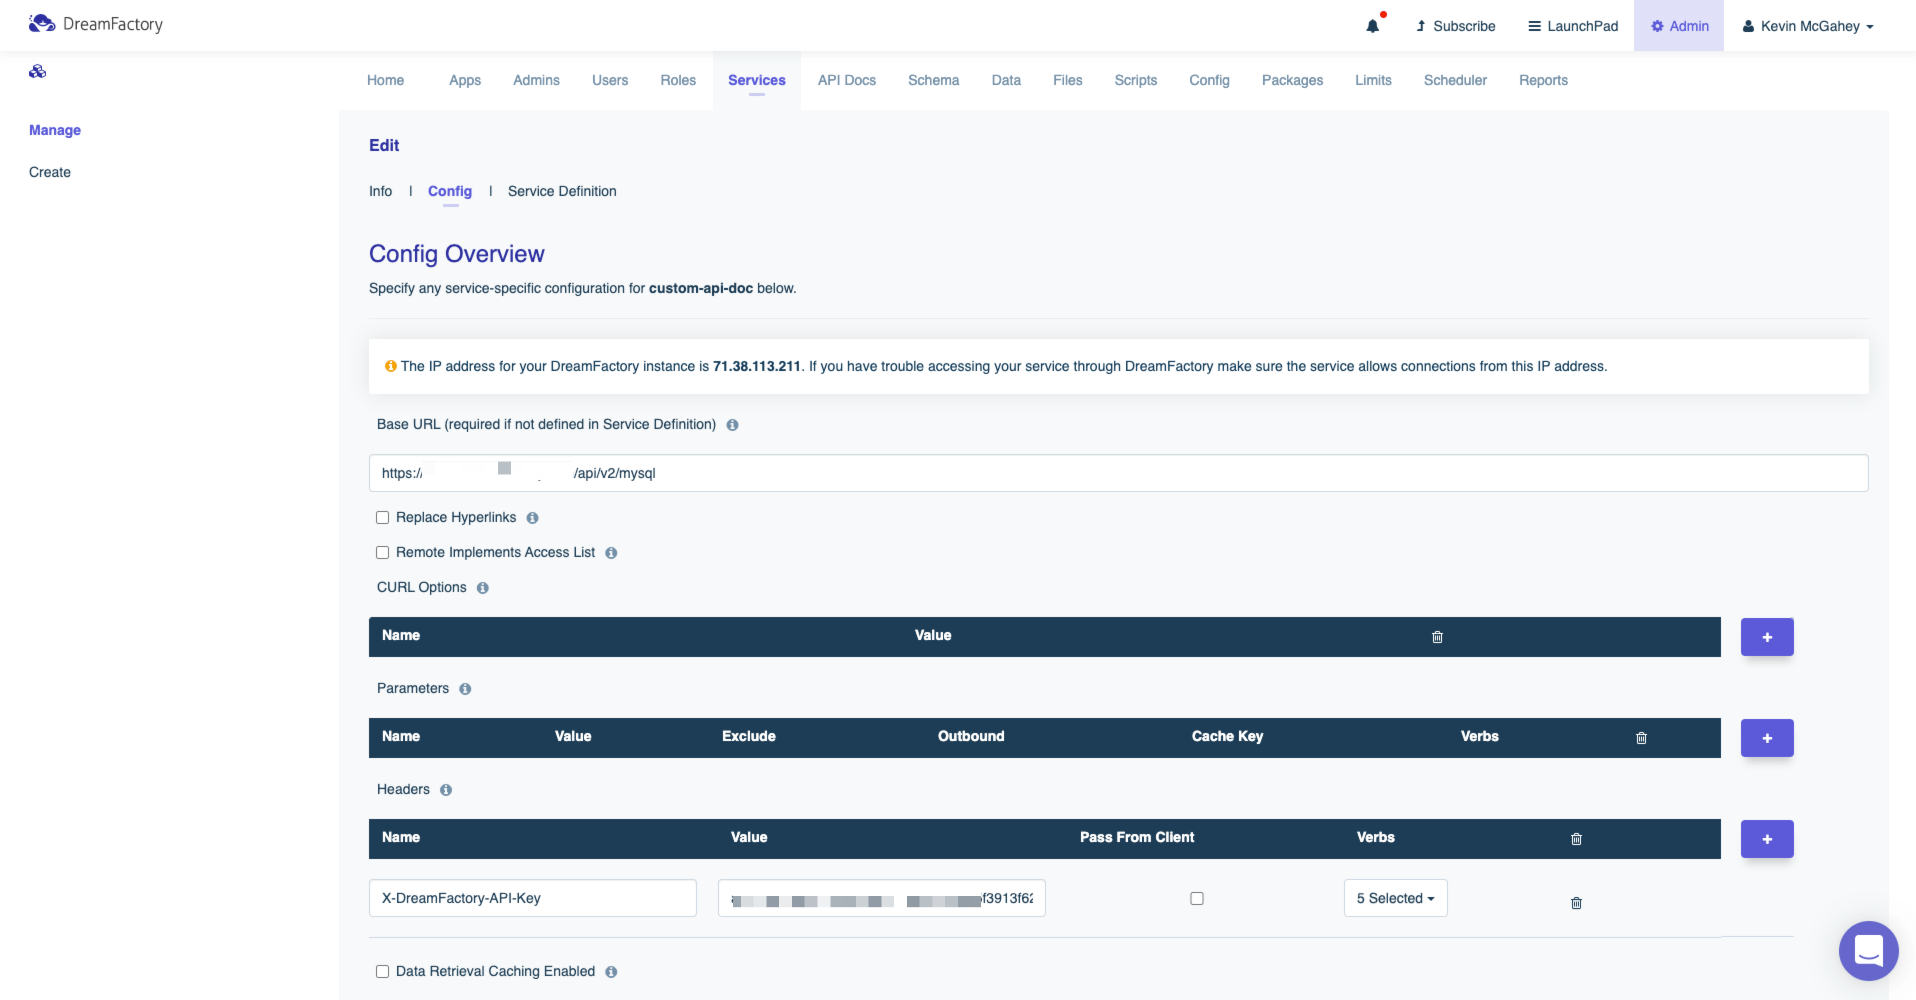 DreamFactory
Subscribe
LaunchPad
Admin
Kevin McGahey
Home Apps Admins Users Roles Services API Docs Schema Data Files Scripts Config Packages Limits Scheduler Reports
Manage
Create
Edit
Info | Config | Service Definition
Config Overview
Specify any service-specific configuration for custom-api-doc below.
The IP address for your DreamFactory instance is 71.38.113.211. If you have trouble accessing your service through DreamFactory make sure the service allows connections from this IP address.
Base URL (required if not defined in Service Definition)
https:// /api/v2/mysql
Replace Hyperlinks
Remote Implements Access List
CURL Options
Name Value
+
Parameters
Name Value Exclude Outbound Cache Key Verbs
+
Headers
Name Value Pass From Client Verbs
+
X-DreamFactory-API-Key f3913f62 5 Selected
Data Retrieval Caching Enabled